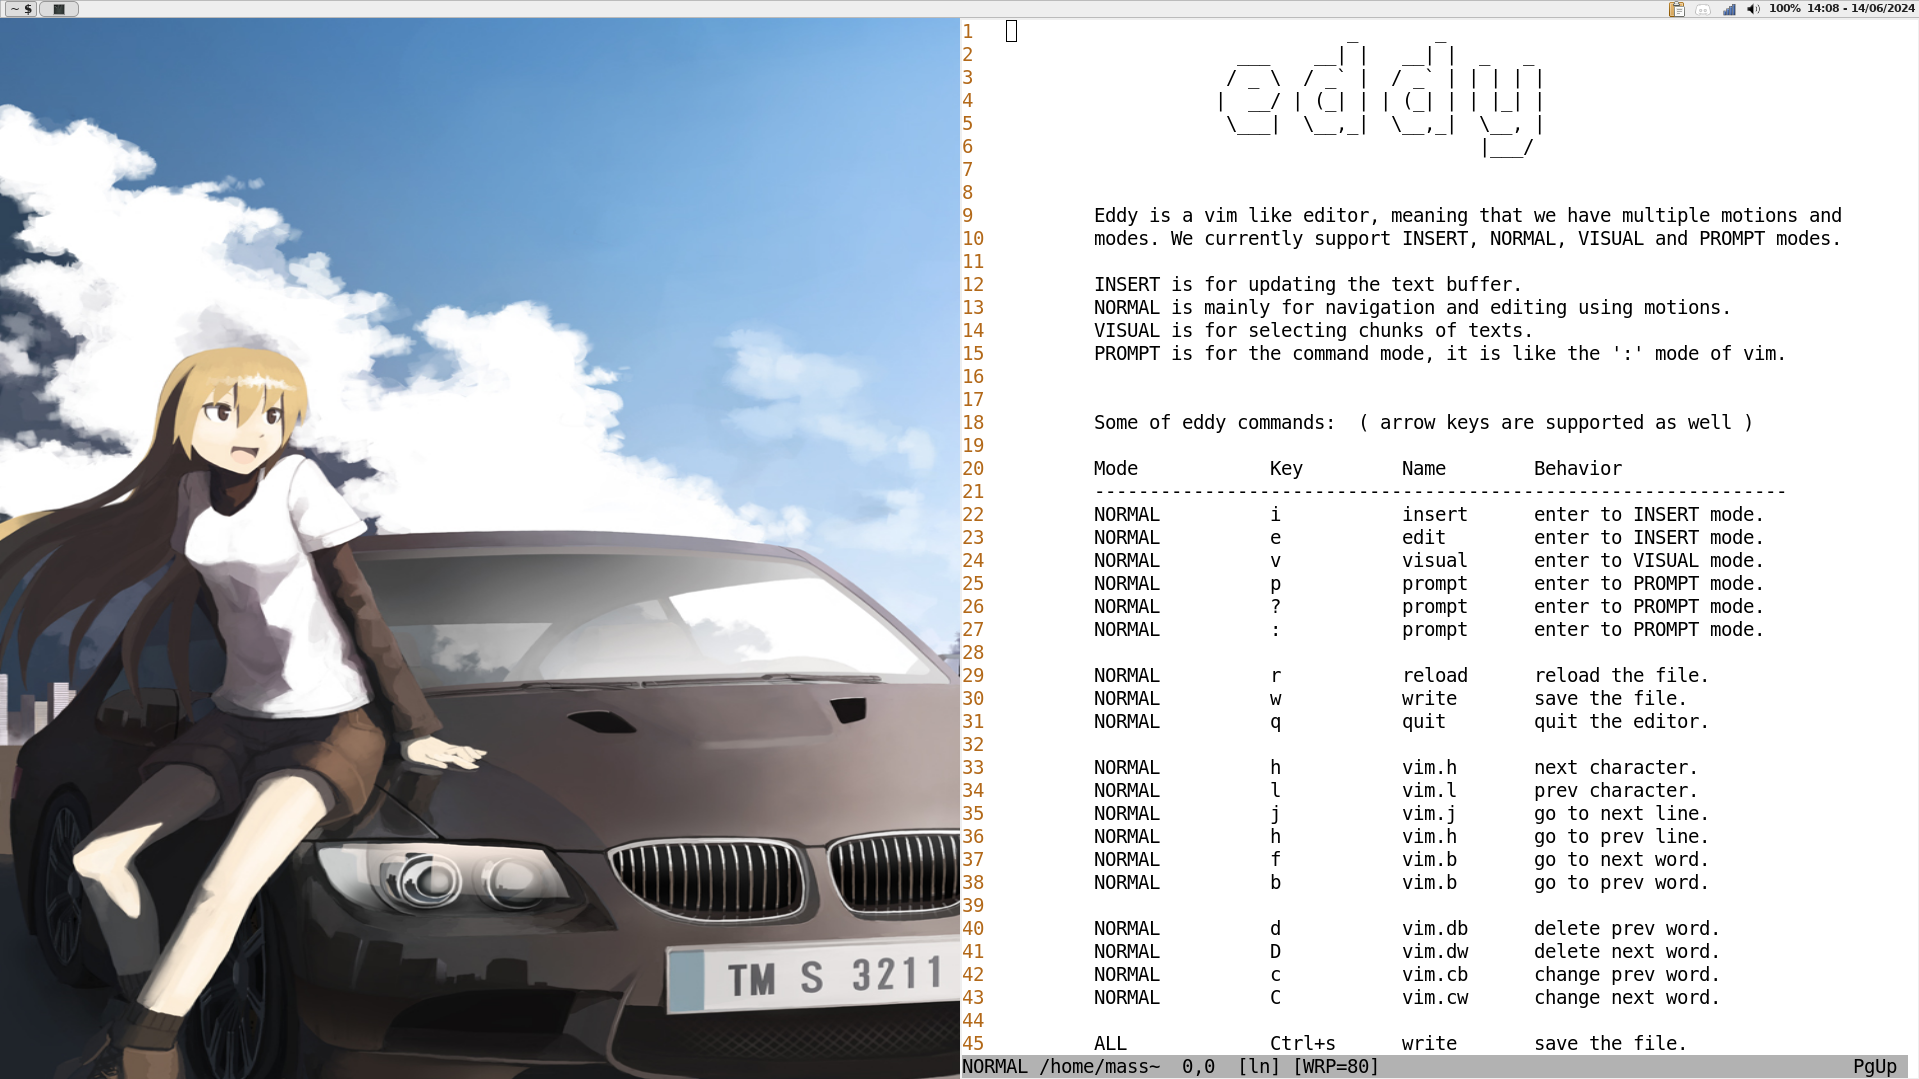 ~ $
100% 14:08 - 14/06/2024
TM S 3211
1
2
3
4
5
6
7
8
9 Eddy is a vim like editor, meaning that we have multiple motions and
10 modes. We currently support INSERT, NORMAL, VISUAL and PROMPT modes.
11
12 INSERT is for updating the text buffer.
13 NORMAL is mainly for navigation and editing using motions.
14 VISUAL is for selecting chunks of texts.
15 PROMPT is for the command mode, it is like the ':' mode of vim.
16
17
18 Some of eddy commands: ( arrow keys are supported as well )
19
20 Mode Key Name Behavior
21 ---------------------------------------------------------------
22 NORMAL i insert enter to INSERT mode.
23 NORMAL e edit enter to INSERT mode.
24 NORMAL v visual enter to VISUAL mode.
25 NORMAL p prompt enter to PROMPT mode.
26 NORMAL ? prompt enter to PROMPT mode.
27 NORMAL : prompt enter to PROMPT mode.
28
29 NORMAL r reload reload the file.
30 NORMAL w write save the file.
31 NORMAL q quit quit the editor.
32
33 NORMAL h vim.h next character.
34 NORMAL l vim.l prev character.
35 NORMAL j vim.j go to next line.
36 NORMAL h vim.h go to prev line.
37 NORMAL f vim.b go to next word.
38 NORMAL b vim.b go to prev word.
39
40 NORMAL d vim.db delete prev word.
41 NORMAL D vim.dw delete next word.
42 NORMAL c vim.cb change prev word.
43 NORMAL C vim.cw change next word.
44
45 ALL Ctrl+s write save the file.
NORMAL /home/mass~ 0,0 [ln] [WRP=80] PgUp